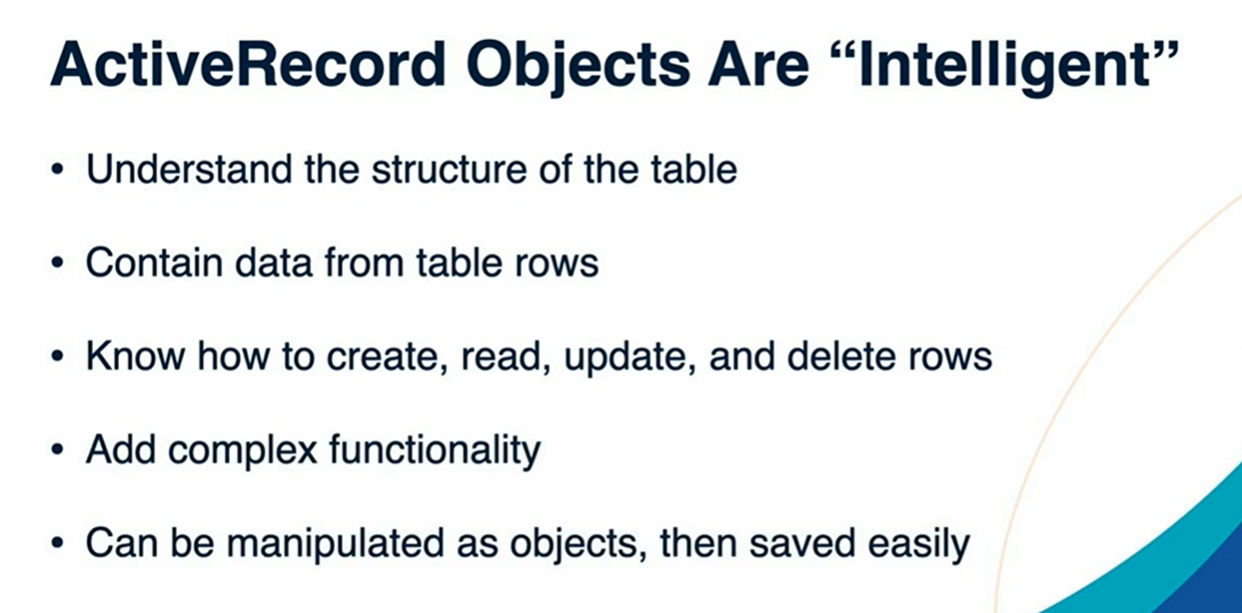 ActiveRecord Objects Are “Intelligent”
• Understand the structure of the table
• Contain data from table rows
• Know how to create, read, update, and delete rows
• Add complex functionality
• Can be manipulated as objects, then saved easily